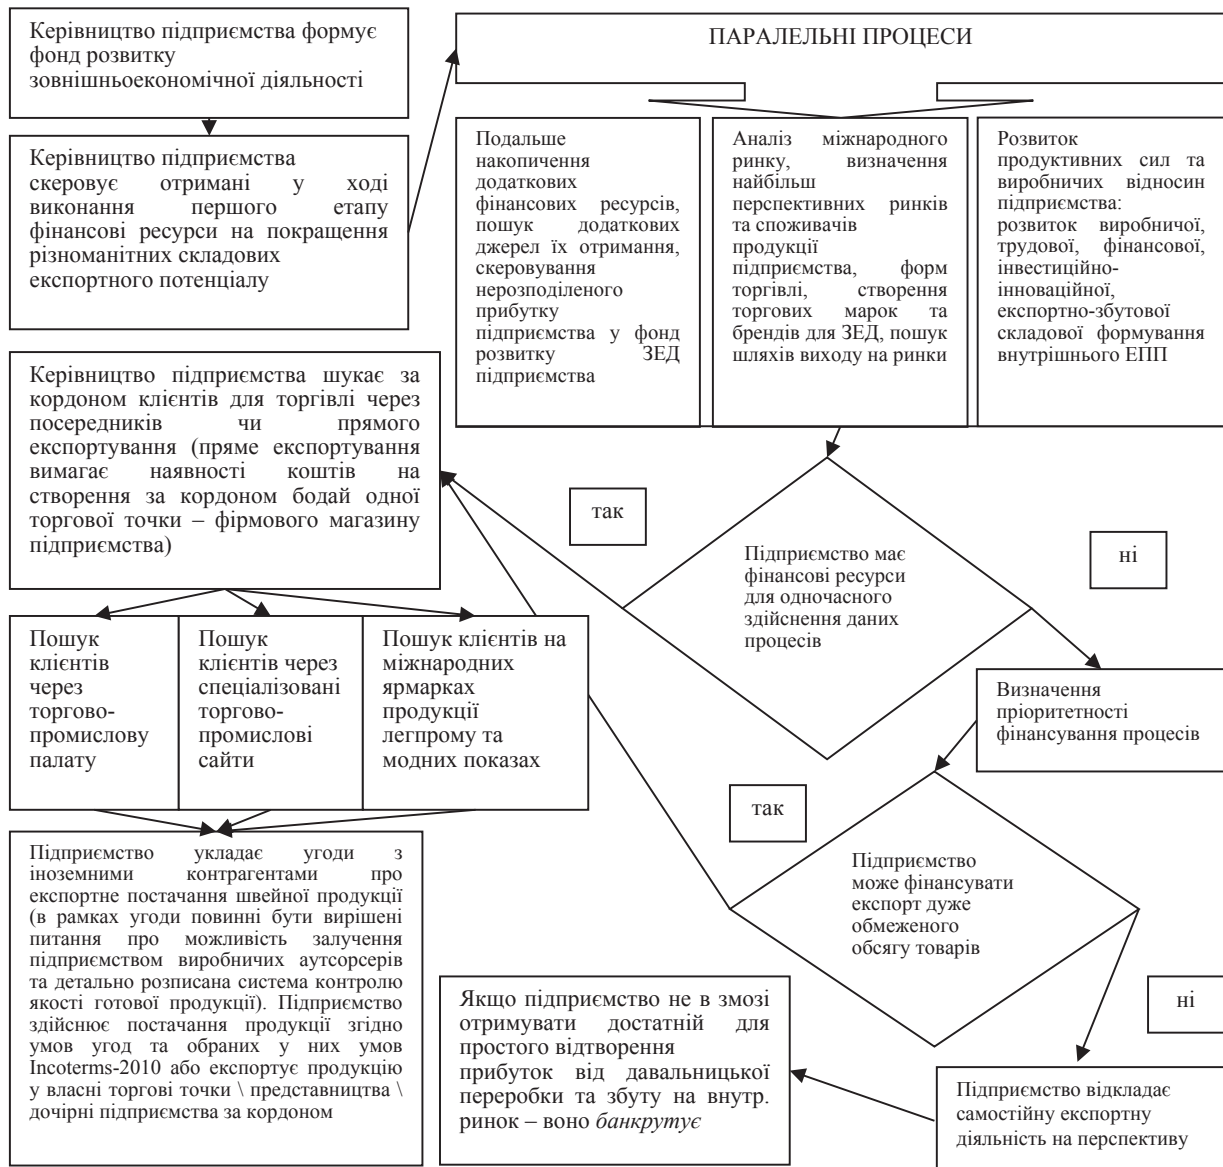 Керівництво підприємства формує
фонд розвитку
зовнішньоекономічної діяльності
Керівництво підприємства
скеровує отримані у ході
виконання першого етапу
фінансові ресурси на покращення
різноманітних складових
експортного потенціалу
ПАРАЛЕЛЬНІ ПРОЦЕСИ
Подальше
накопичення
додаткових
фінансових ресурсів,
пошук додаткових
джерел їх отримання,
скеровування
нерозподіленого
прибутку
підприємства у фонд
розвитку ЗЕД
підприємства
Аналіз міжнародного
ринку, визначення
найбільш
перспективних ринків
та споживачів
продукції
підприємства, форм
торгівлі, створення
торгових марок та
брендів для ЗЕД, пошук
шляхів виходу на ринки
Розвиток
продуктивних сил та
виробничих відносин
підприємства:
розвиток виробничої,
трудової, фінансової,
інвестиційно-
інноваційної,
експортно-збутової
складової формування
внутрішнього ЕПП
Керівництво підприємства шукає за
кордоном клієнтів для торгівлі через
посередників чи прямого
експортування (пряме експортування
вимагає наявності коштів на
створення за кордоном бодай одної
торгової точки – фірмового магазину
підприємства)
так
Підприємство має
фінансові ресурси
для одночасного
здійснення даних
процесів
ні
Пошук
клієнтів
через
торгово-
промислову
палату
Пошук
клієнтів через
спеціалізовані
торгово-
промислові
сайти
Пошук клієнтів на
міжнародних
ярмарках
продукції
легпрому та
модних показах
Визначення
пріоритетності
фінансування процесів
так
Підприємство
може фінансувати
експорт дуже
обмеженого
обсягу товарів
ні
Підприємство укладає угоди з
іноземними контрагентами про
експортне постачання швейної продукції
(в рамках угоди повинні бути вирішені
питання про можливість залучення
підприємством виробничих аутсорсерів
та детально розписана система контролю
якості готової продукції). Підприємство
здійснює постачання продукції згідно
умов угод та обраних у них умов
Incoterms-2010 або експортує продукцію
у власні торгові точки \ представництва \
дочірні підприємства за кордоном
Якщо підприємство не в змозі
отримувати достатній для
простого відтворення
прибуток від давальницької
переробки та збуту на внутр.
ринок – воно банкрутує
Підприємство відкладає
самостійну експортну
діяльність на перспективу